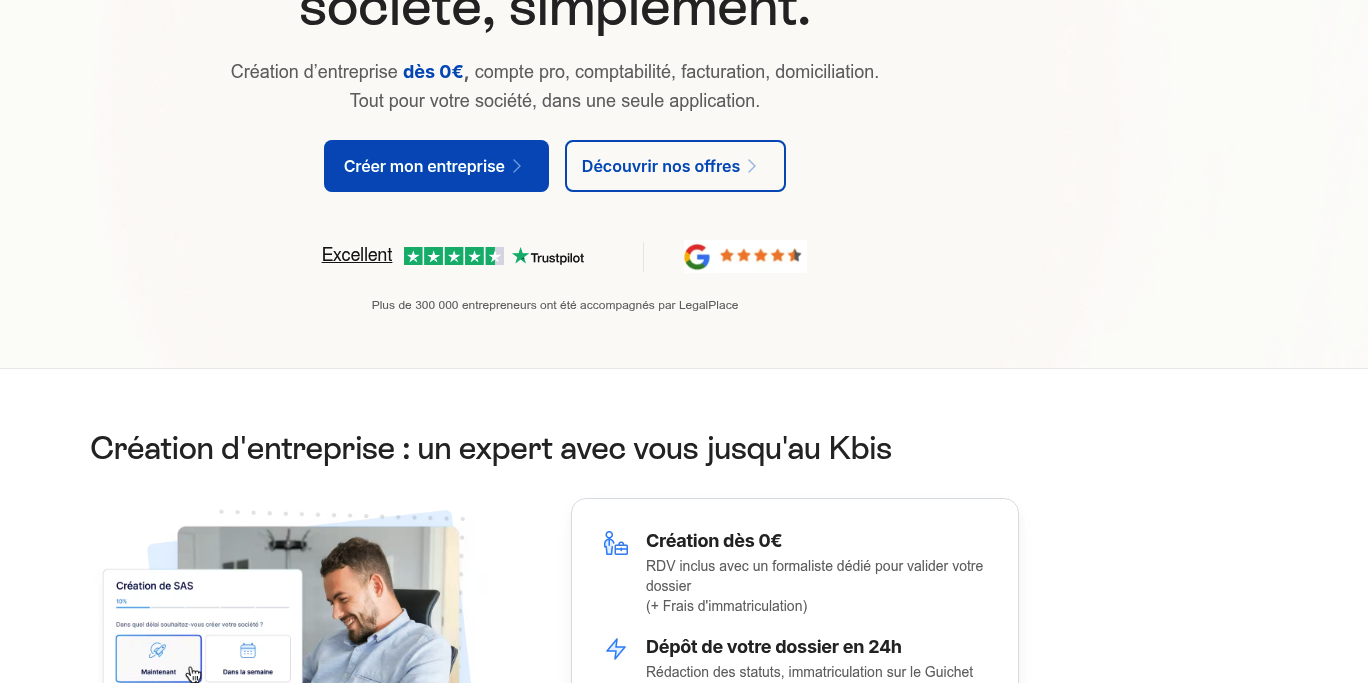 société, simplement.
Création d’entreprise dès 0€, compte pro, comptabilité, facturation, domiciliation.
Tout pour votre société, dans une seule application.
Créer mon entreprise
Découvrir nos offres
Excellent
Trustpilot
Plus de 300 000 entrepreneurs ont été accompagnés par LegalPlace
Création d'entreprise : un expert avec vous jusqu'au Kbis
Création de SAS
10%
Dans quel délai souhaitez-vous créer votre société ?
Maintenant
Dans la semaine
Création dès 0€
RDV inclus avec un formaliste dédié pour valider votre
dossier
(+ Frais d'immatriculation)
Dépôt de votre dossier en 24h
Rédaction des statuts, immatriculation sur le Guichet